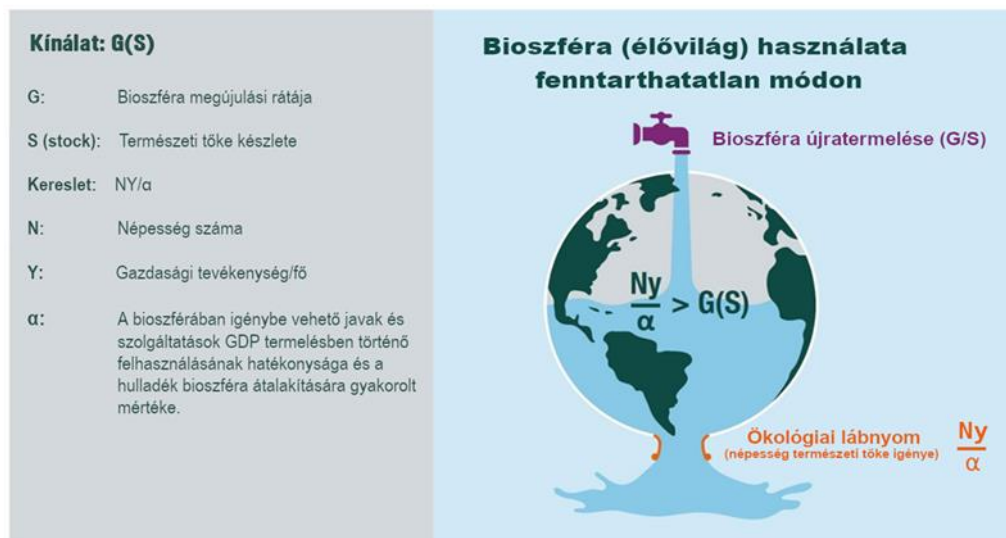 Kínálat: G(S)
G: Bioszféra megújulási rátája
S (stock): Természeti tőke készlete
Kereslet: NY/α
N: Népesség száma
Y: Gazdasági tevékenység/fő
α: A bioszférában igénybe vehető javak és
szolgáltatások GDP termelésben történő
felhasználásának hatékonysága és a
hulladék bioszféra átalakítására gyakorolt
mértéke.
Bioszféra (élővilág) használata
fenntarthatatlan módon
Bioszféra újratermelése (G/S)
Ny/α > G(S)
Ökológiai lábnyom
(népesség természeti tőke igénye)
Ny/α